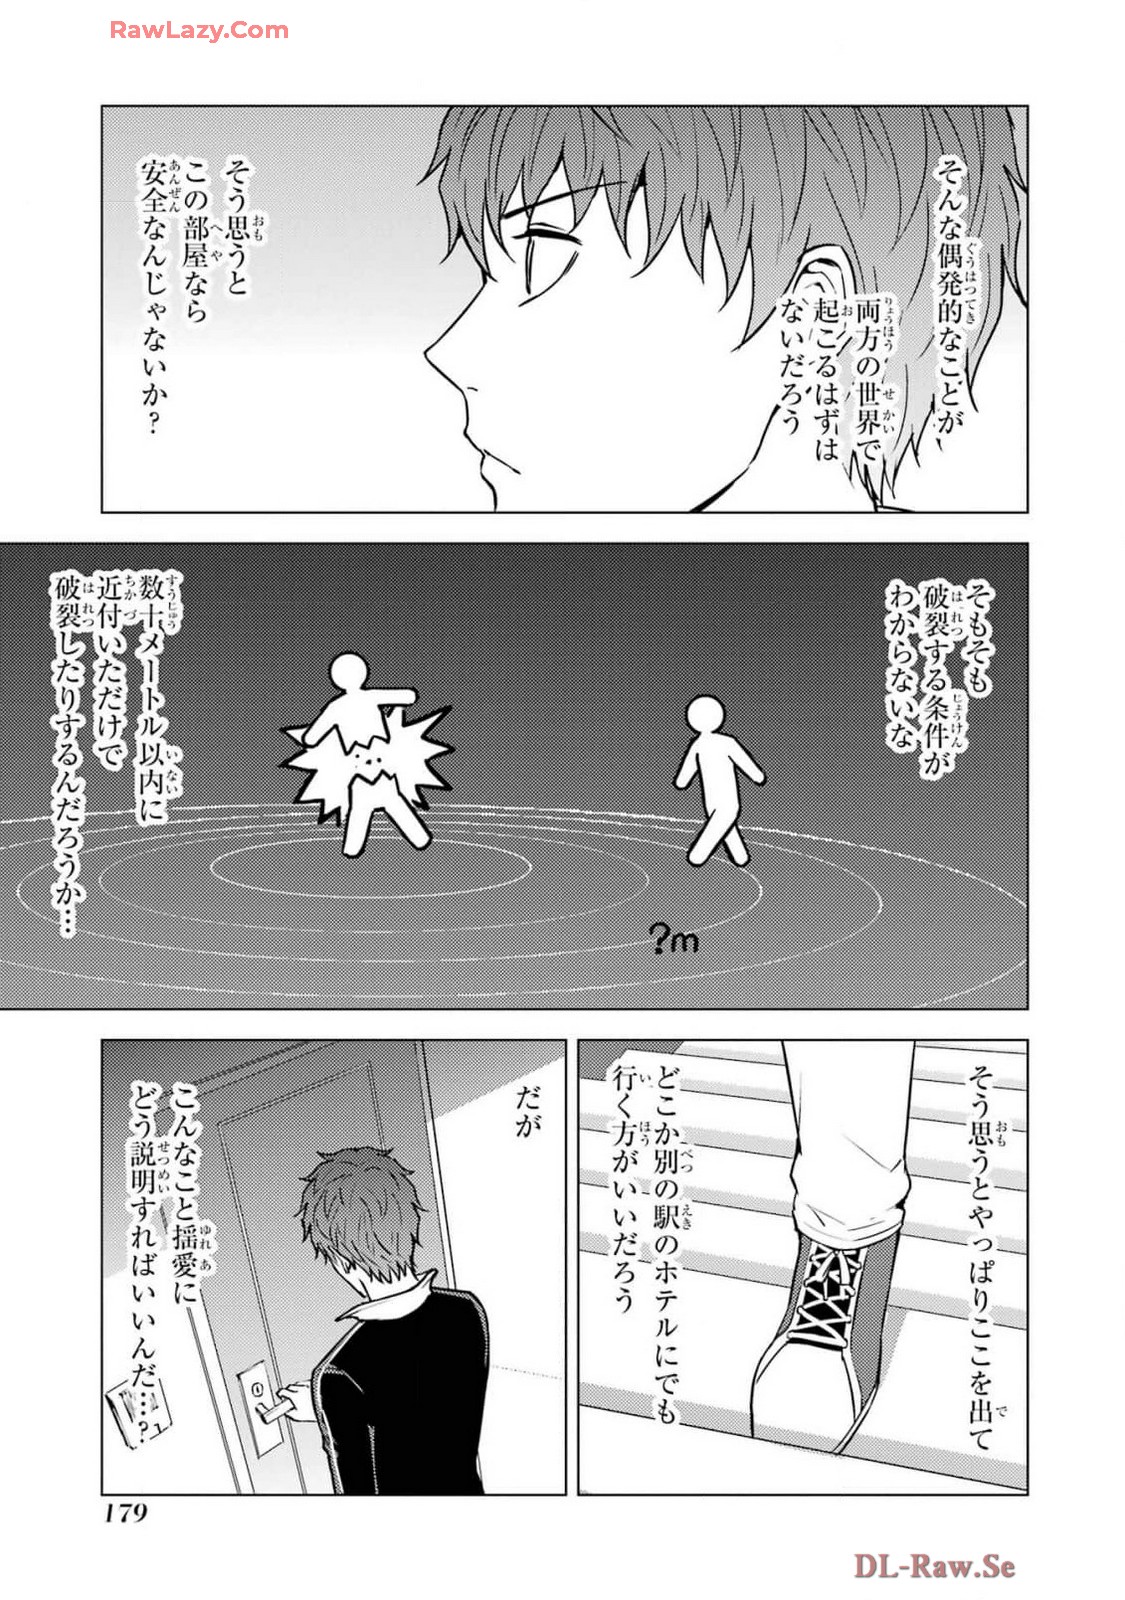 RawLazy.Com
そんな偶発的なことが
両方の世界で
起こるはずは
ないだろう
そう思うと
この部屋なら
安全なんじゃないか?
そもそも
破裂する条件が
わからないな
数十メートル以内に
近付いただけで
破裂したりするんだろうか…
?m
そう思うとやっぱりここを出て
どこか別の駅のホテルにでも
行く方がいいだろう
だが
こんなこと揺愛に
どう説明すればいいんだ…?
179
DL-Raw.Se